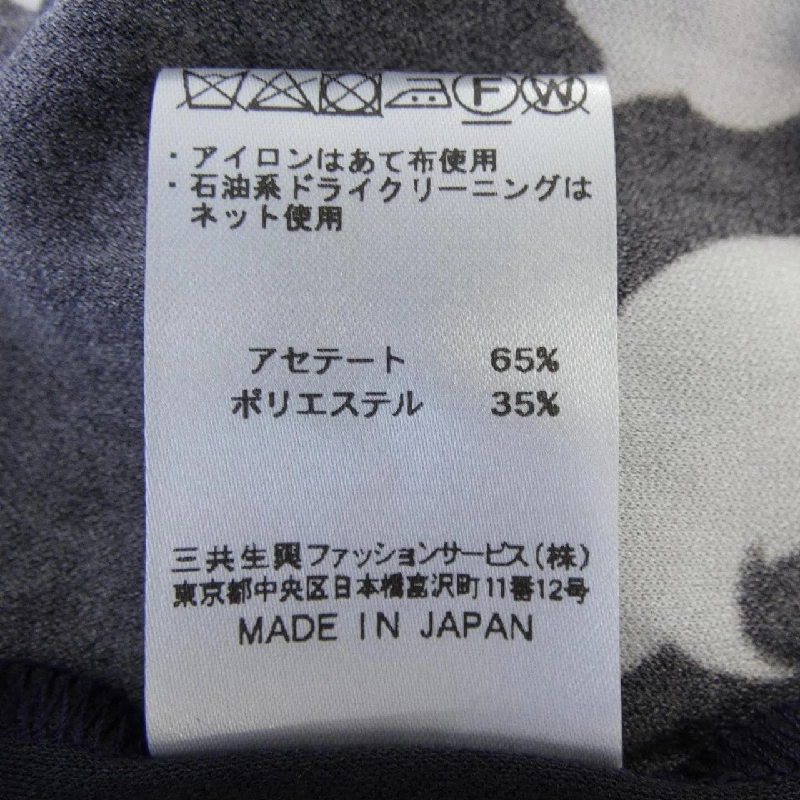 F W
・アイロンはあて布使用
・石油系ドライクリーニングは
ネット使用
アセテート 65%
ポリエステル 35%
三共生興ファッションサービス(株)
東京都中央区日本橋富沢町11番12号
MADE IN JAPAN